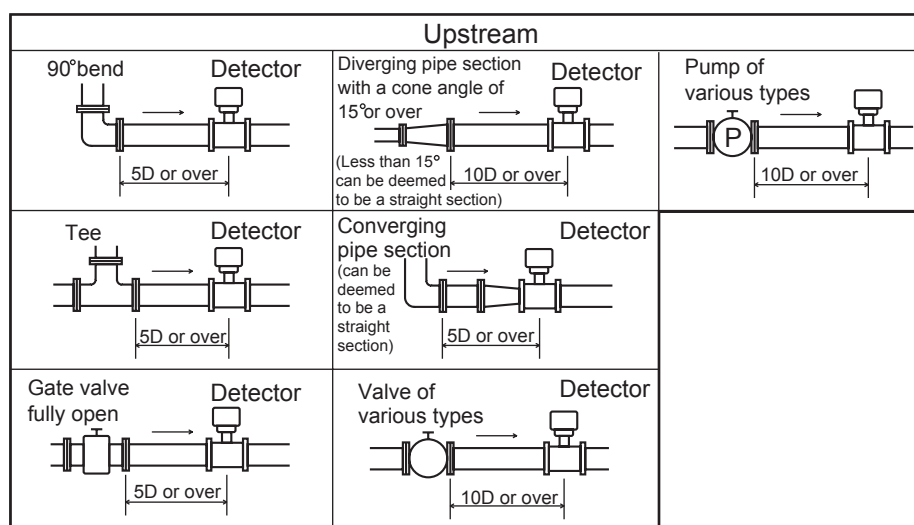 Upstream
90°bend
Detector
5D or over
Diverging pipe section
with a cone angle of
15°or over
Detector
(Less than 15°
can be deemed
to be a straight section)
10D or over
Pump of
various types
P
10D or over
Tee
Detector
5D or over
Converging
pipe section
(can be
deemed
to be a
straight
section)
Detector
5D or over
Gate valve
fully open
Detector
5D or over
Valve of
various types
Detector
10D or over